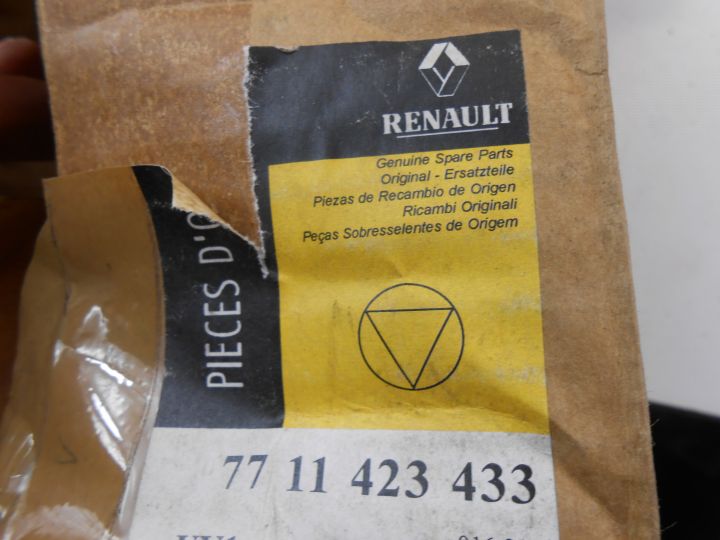 RENAULT
Genuine Spare Parts
Original - Ersatzteile
Piezas de Recambio de Origen
Ricambi Originali
Peças Sobresselentes de Origem
PIECES D'O
77 11 423 433